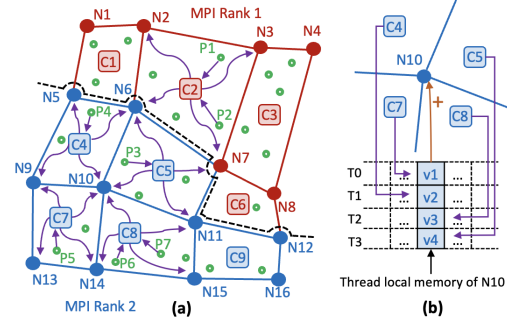 MPI Rank 1
N1
N2
N3
N4
C1
P1
C2
C3
P2
N5
N6
P4
C4
P3
C5
N7
N9
N10
C6
N8
C7
C8
P7
N11
C9
N12
P5
P6
N13
N14
N15
N16
MPI Rank 2
(a)
C4
N10
C5
C7
+
C8
T0
... v1 ...
T1
... v2 ...
T2
... v3 ...
T3
... v4 ...
Thread local memory of N10
(b)